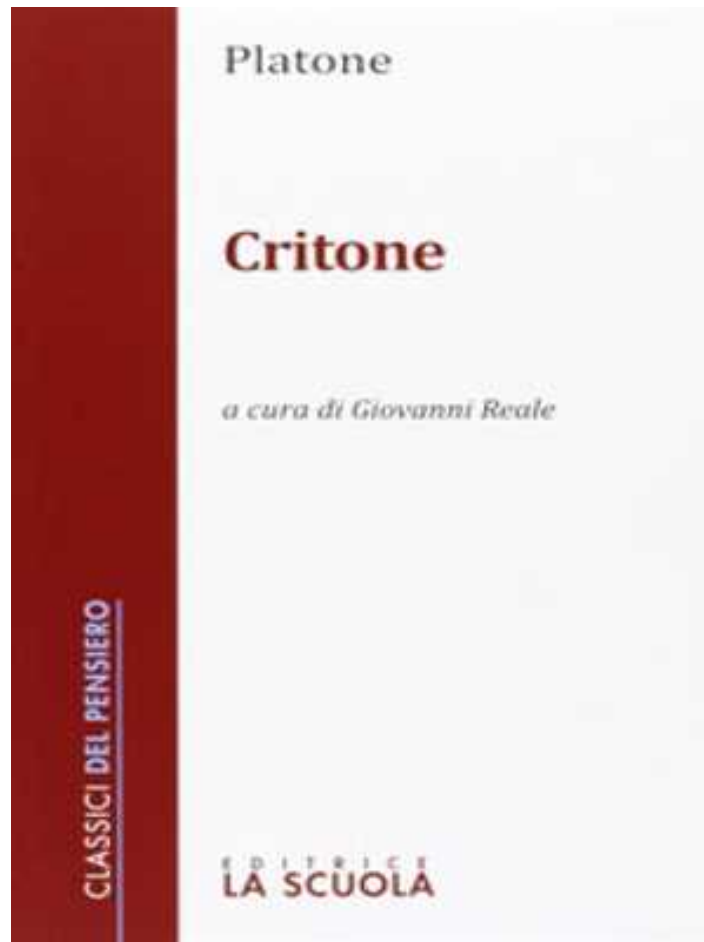 Platone
Critone
a cura di Giovanni Reale
CLASSICI DEL PENSIERO
EDITRICE
LA SCUOLA